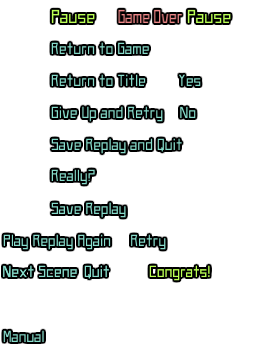 Pause Game Over Pause
Return to Game
Return to Title Yes
Give Up and Retry No
Save Replay and Quit
Really?
Save Replay
Play Replay Again Retry
Next Scene Quit Congrats!
Manual